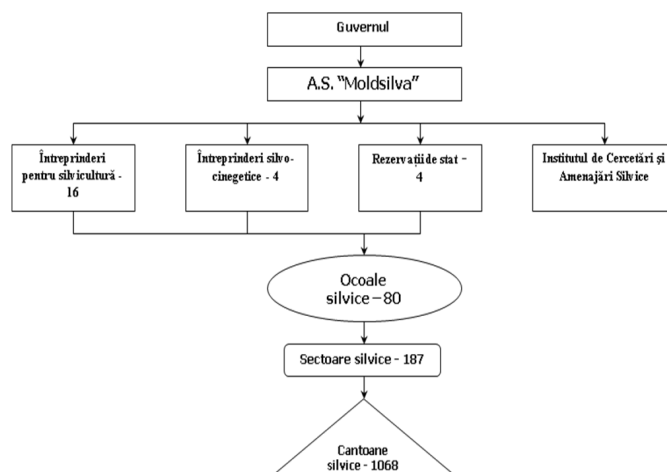 Guvernul
A.S. “Moldsilva”
Întreprinderi
pentru silvicultură -
16
Întreprinderi silvo-
cinegetice - 4
Rezervații de stat –
4
Institutul de Cercetări și
Amenajări Silvice
Ocoale
silvice – 80
Sectoare silvice - 187
Cantoane
silvice - 1068